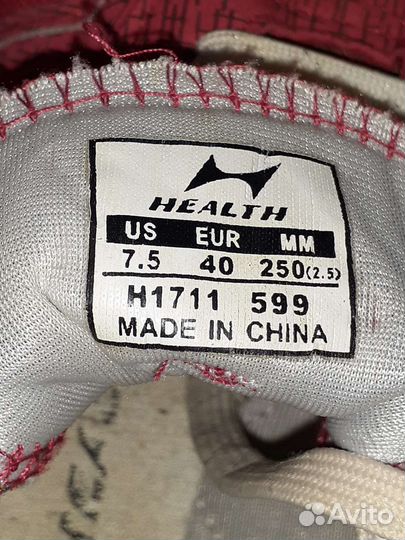 HEALTH
US EUR MM
7.5 40 250(2.5)
H1711 599
MADE IN CHINA
Avito